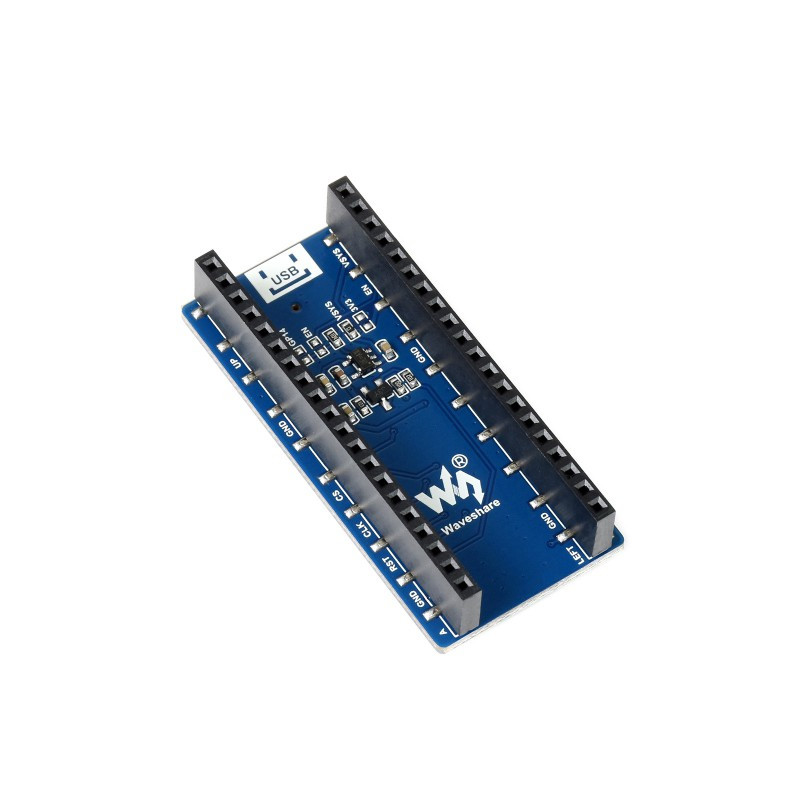 USB
VSYS
EN
GND
GND
LEFT
3V3
VSYS
EN
GP14
UP
GND
CS
CLK
RST
GND
A
®
Waveshare